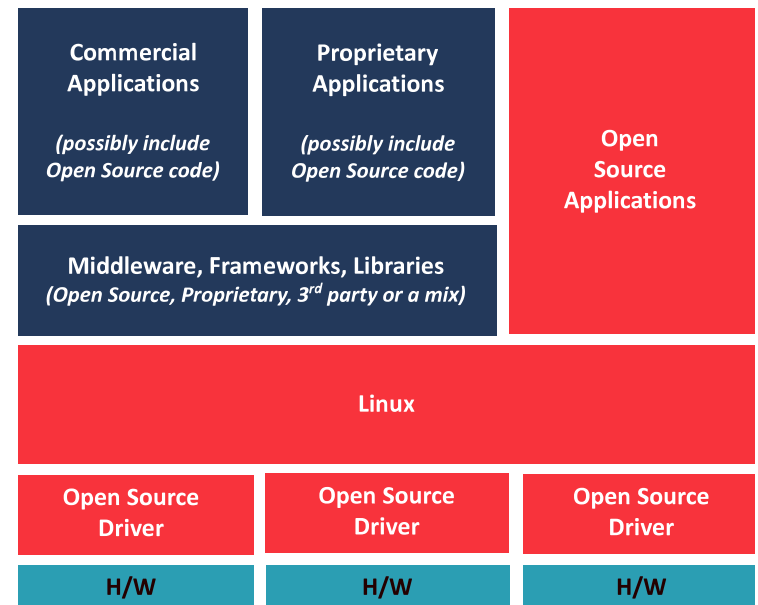 Commercial
Applications
(possibly include
Open Source code)
Proprietary
Applications
(possibly include
Open Source code)
Open
Source
Applications
Middleware, Frameworks, Libraries
(Open Source, Proprietary, 3rd party or a mix)
Linux
Open Source
Driver
Open Source
Driver
Open Source
Driver
H/W
H/W
H/W